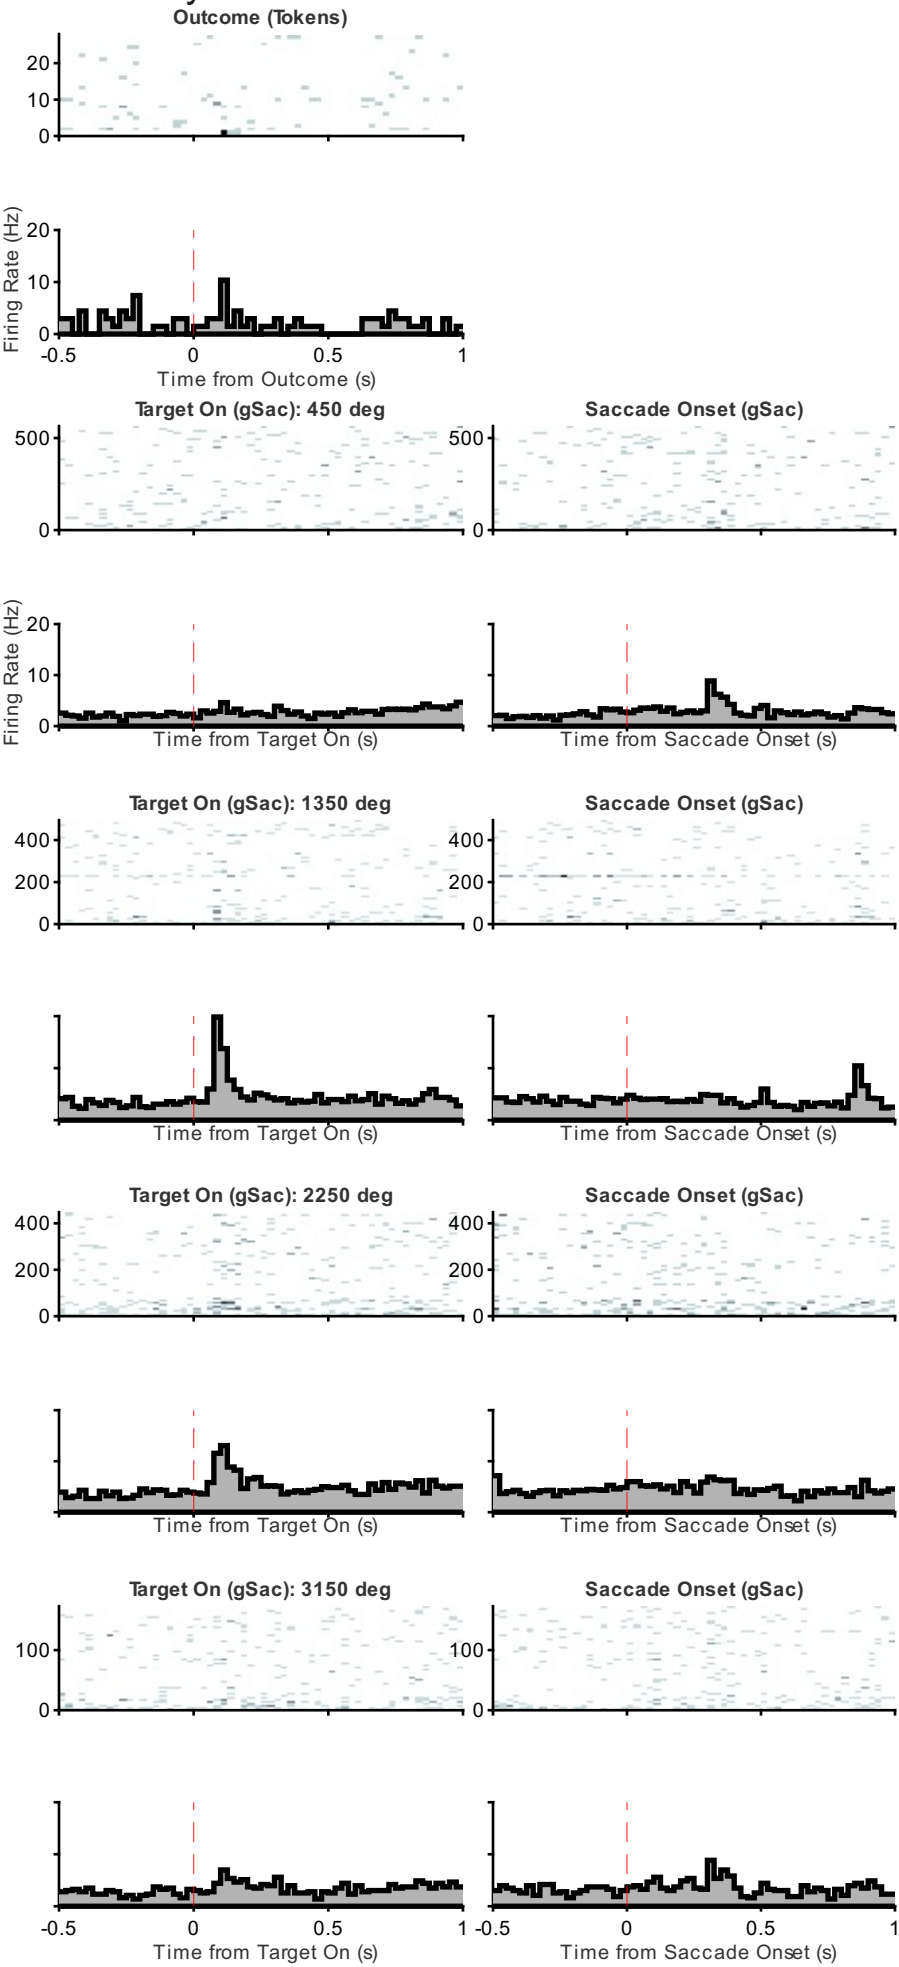 Outcome (Tokens)
20
10
0
Firing Rate (Hz)
20
10
0
-0.5 0 0.5 1
Time from Outcome (s)
Target On (gSac): 450 deg Saccade Onset (gSac)
500 500
0 0
Firing Rate (Hz)
20
10
0
Time from Target On (s) Time from Saccade Onset (s)
Target On (gSac): 1350 deg Saccade Onset (gSac)
400 400
200 200
0 0
Time from Target On (s) Time from Saccade Onset (s)
Target On (gSac): 2250 deg Saccade Onset (gSac)
400 400
200 200
0 0
Time from Target On (s) Time from Saccade Onset (s)
Target On (gSac): 3150 deg Saccade Onset (gSac)
100 100
0 0
-0.5 0 0.5 1 -0.5 0 0.5 1
Time from Target On (s) Time from Saccade Onset (s)